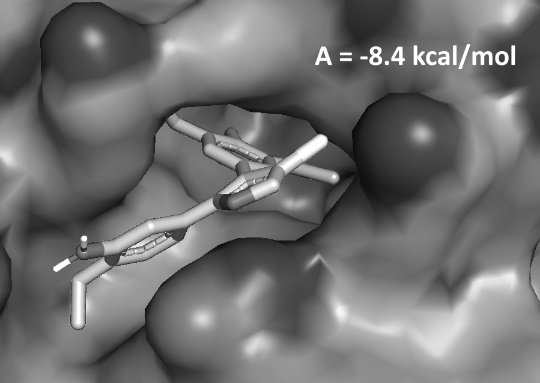 A = -8.4 kcal/mol